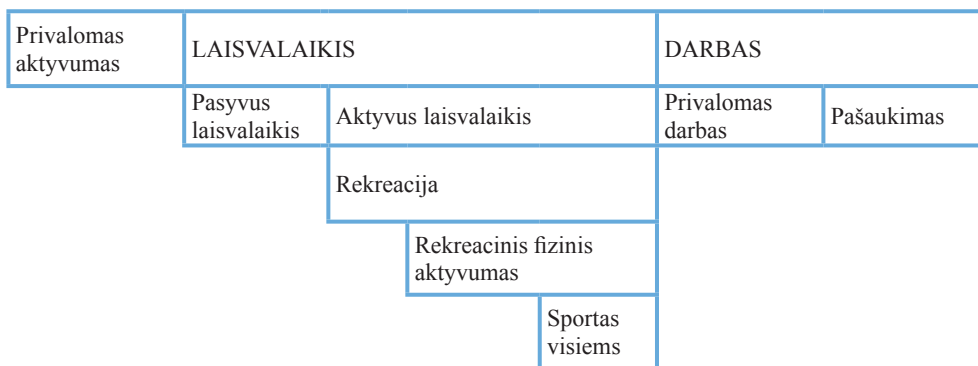 Privalomas
aktyvumas
LAISVALAIKIS
DARBAS
Pasyvus
laisvalaikis
Aktyvus laisvalaikis
Privalomas
darbas
Pašaukimas
Rekreacija
Rekreacinis fizinis
aktyvumas
Sportas
visiems